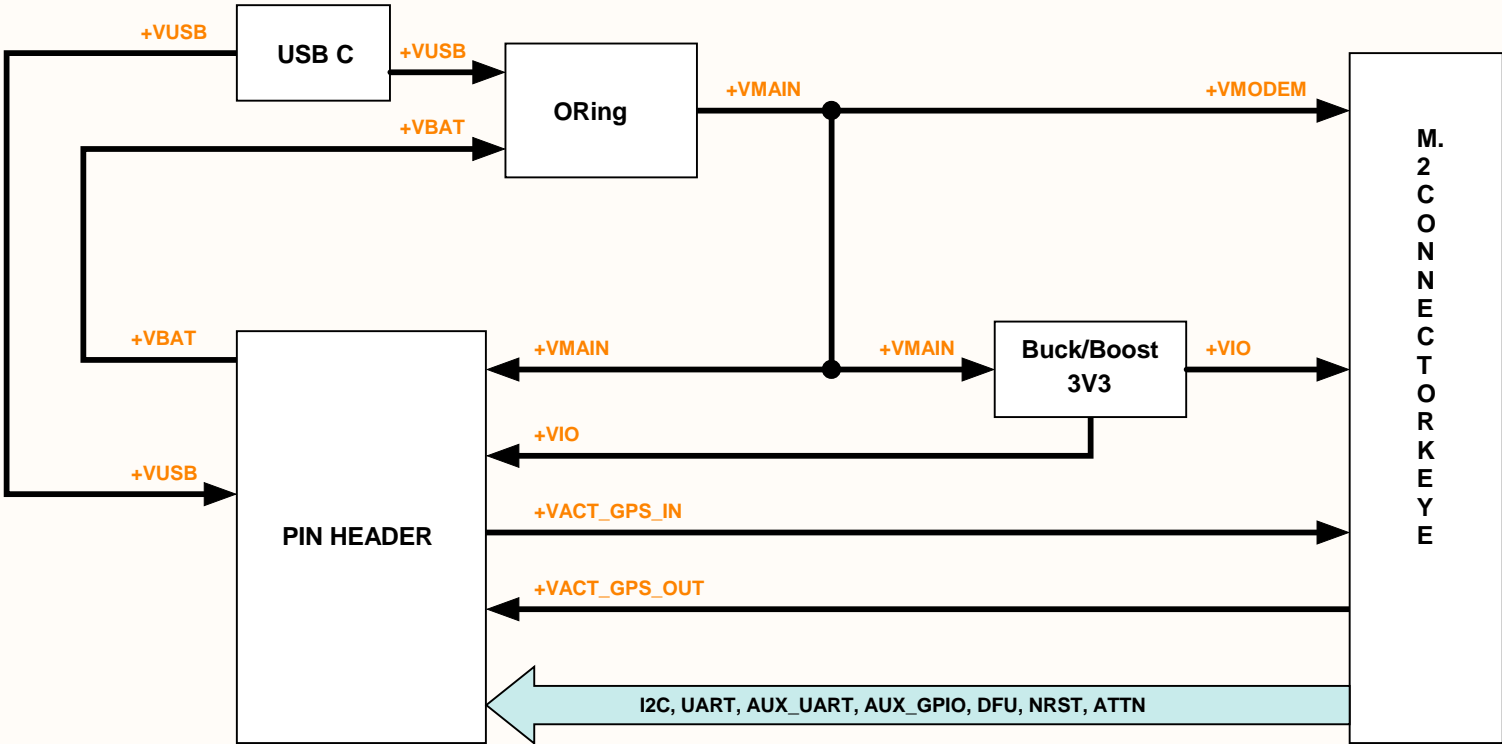 +VUSB
USB C
+VUSB
ORing
+VMAIN
+VMODEM
+VBAT
M.
2
C
O
N
N
E
C
T
O
R
K
E
Y
E
+VBAT
+VMAIN
+VMAIN
Buck/Boost
3V3
+VIO
+VIO
+VUSB
PIN HEADER
+VACT_GPS_IN
+VACT_GPS_OUT
I2C, UART, AUX_UART, AUX_GPIO, DFU, NRST, ATTN